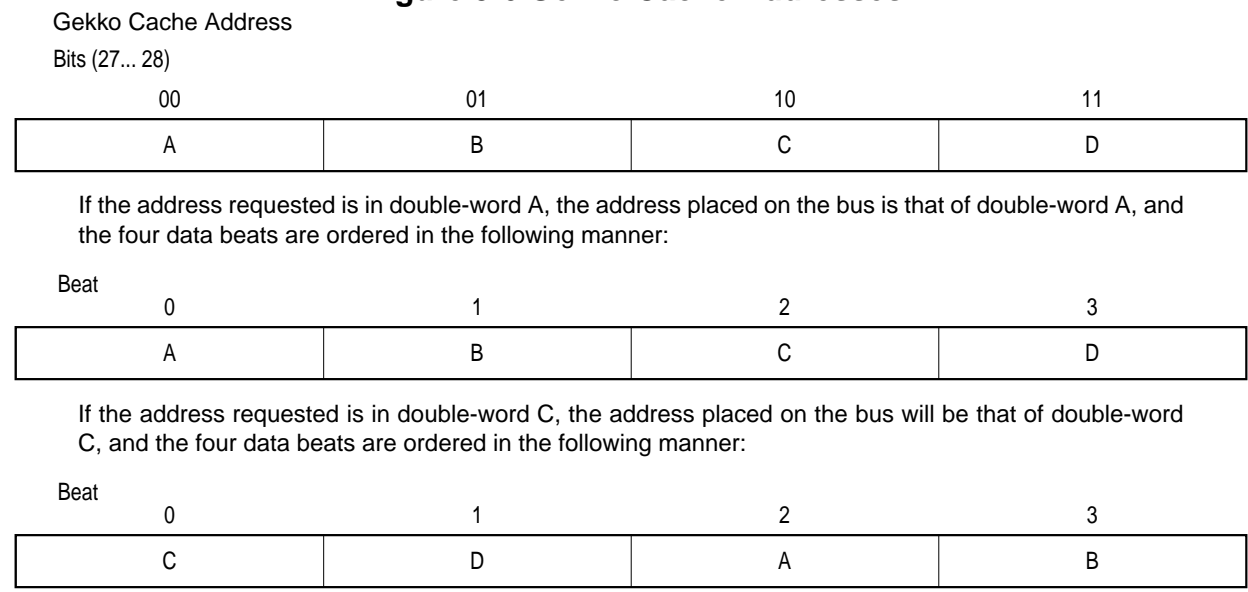 Gekko Cache Address
Bits (27... 28)
00 01 10 11
A B C D
If the address requested is in double-word A, the address placed on the bus is that of double-word A, and
the four data beats are ordered in the following manner:
Beat
0 1 2 3
A B C D
If the address requested is in double-word C, the address placed on the bus will be that of double-word
C, and the four data beats are ordered in the following manner:
Beat
0 1 2 3
C D A B